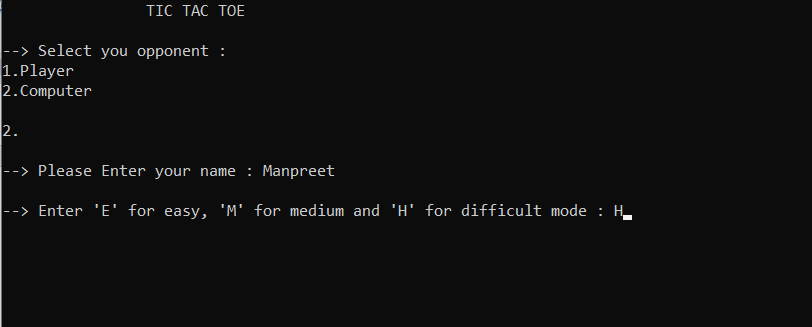 TIC TAC TOE
--> Select you opponent :
1.Player
2.Computer
2.
--> Please Enter your name : Manpreet
--> Enter 'E' for easy, 'M' for medium and 'H' for difficult mode : H